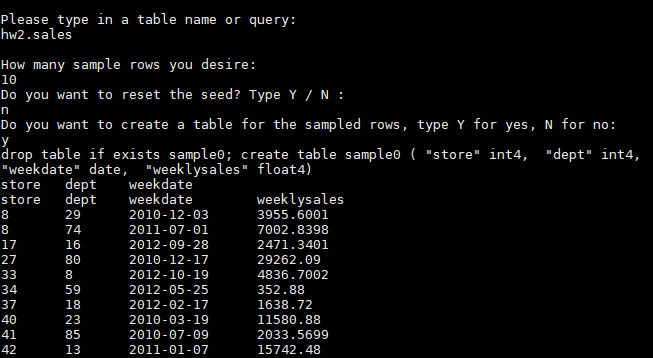 Please type in a table name or query:
hw2.sales
How many sample rows you desire:
10
Do you want to reset the seed? Type Y / N :
n
Do you want to create a table for the sampled rows, type Y for yes, N for no:
y
drop table if exists sample0; create table sample0 ( "store" int4,  "dept" int4,
"weekdate" date,  "weeklysales" float4)
store dept weekdate
store dept weekdate weeklysales
8 29 2010-12-03 3955.6001
8 74 2011-07-01 7002.8398
17 16 2012-09-28 2471.3401
27 80 2010-12-17 29262.09
33 8 2012-10-19 4836.7002
34 59 2012-05-25 352.88
37 18 2012-02-17 1638.72
40 23 2010-03-19 11580.88
41 85 2010-07-09 2033.5699
42 13 2011-01-07 15742.48